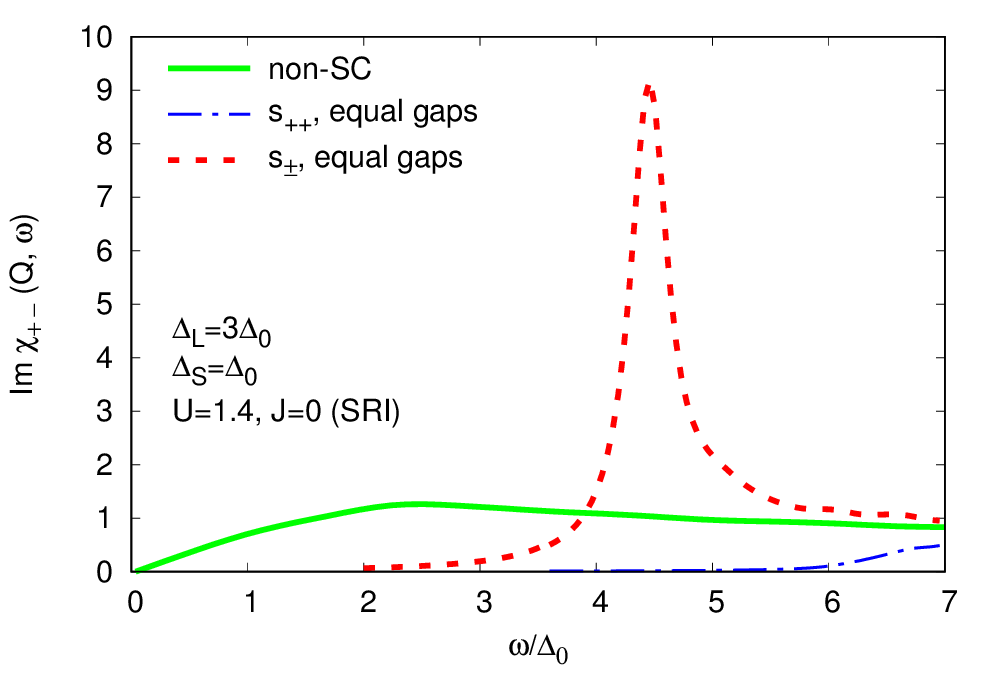 10
9
8
7
6
5
4
3
2
1
0
Im χ+−(Q, ω)
non-SC
s++, equal gaps
s±, equal gaps
ΔL=3Δ0
ΔS=Δ0
U=1.4, J=0 (SRI)
0 1 2 3 4 5 6 7
ω/Δ0